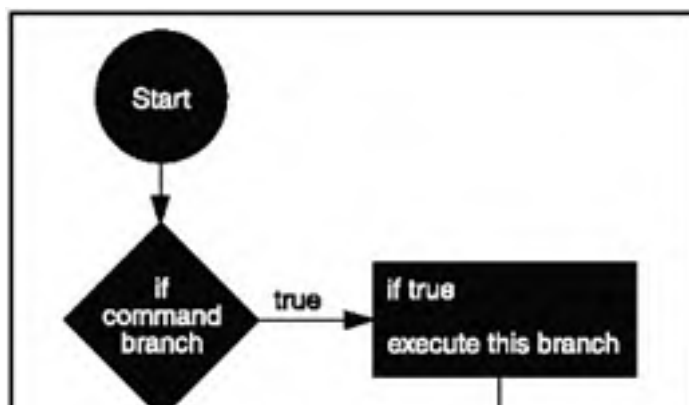 Start
if
command
branch
true
if true
execute this branch